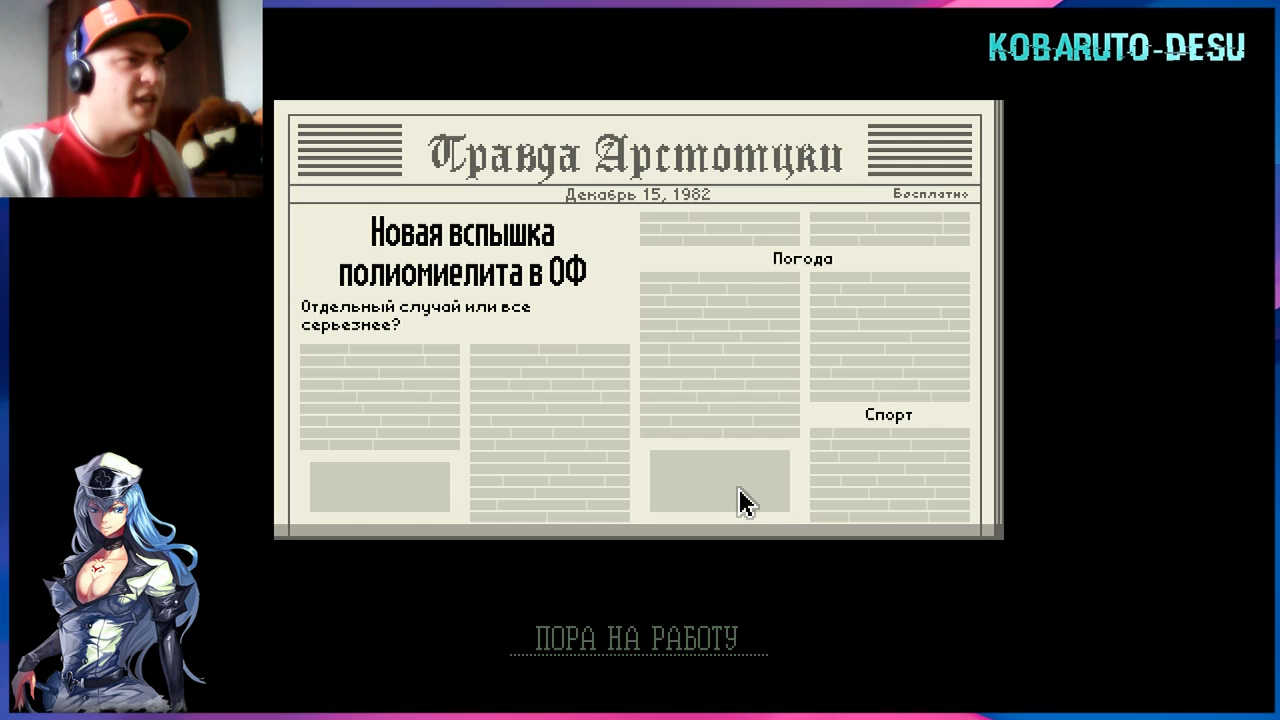 KOBARUTO-DESU
Правда Арстотцки
Декабрь 15, 1982
Бесплатно
Новая вспышка
полиомиелита в ОФ
Отдельный случай или все
серьезнее?
Погода
Спорт
ПОРА НА РАБОТУ